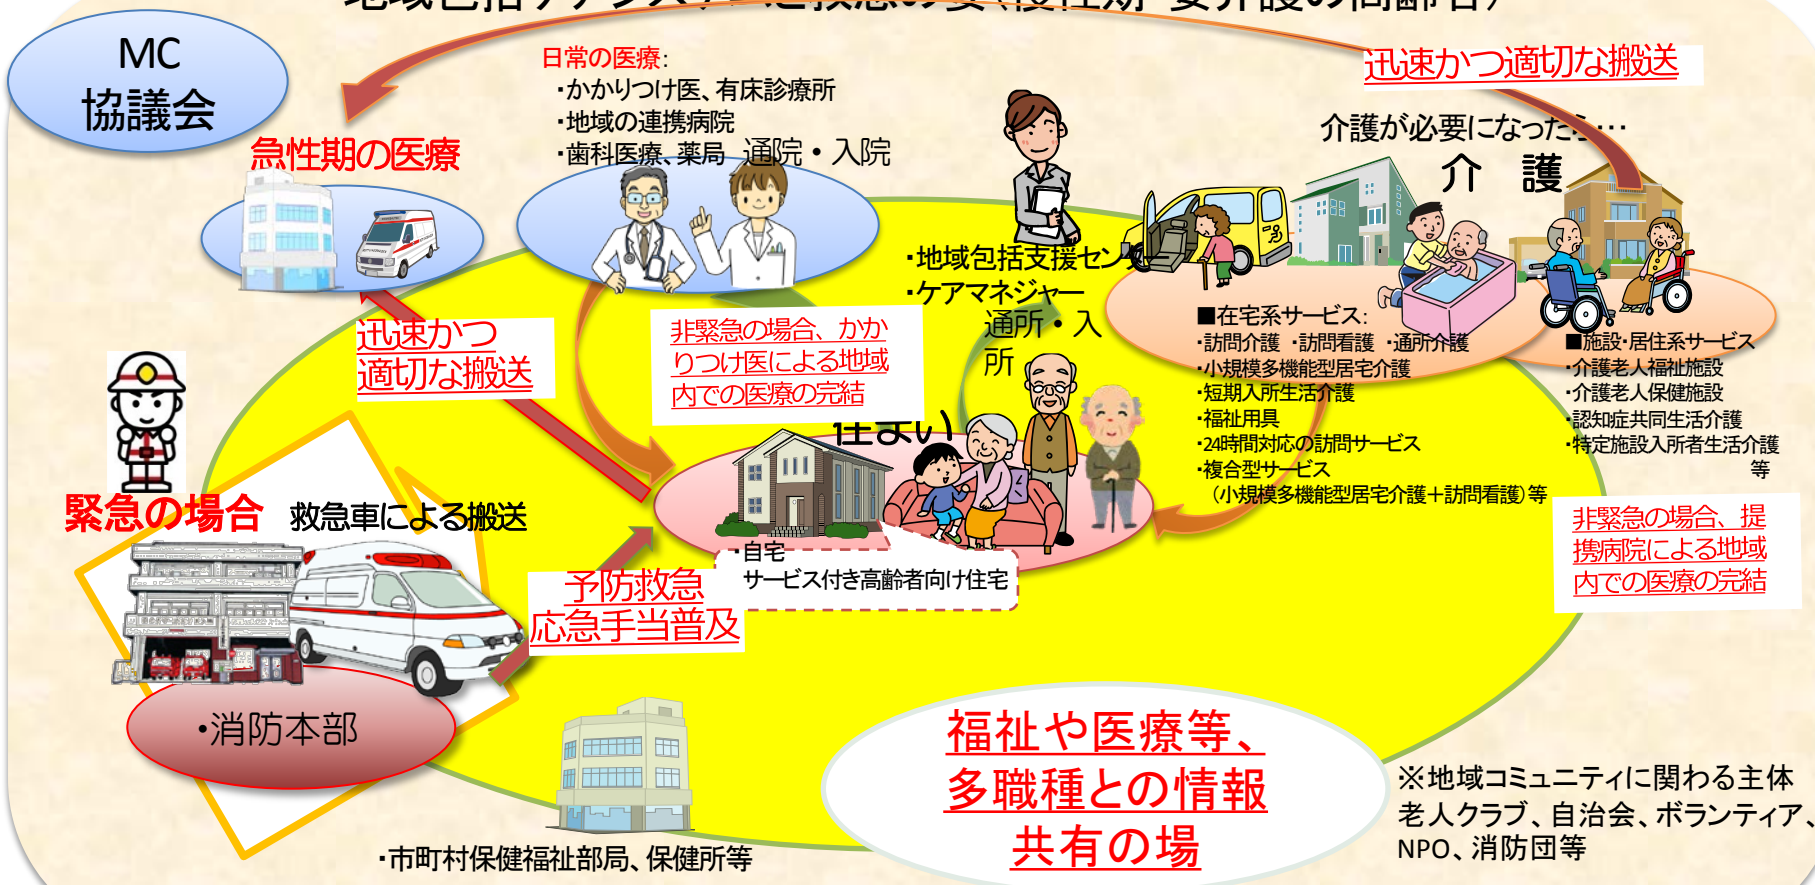 MC
協議会
日常の医療:
・かかりつけ医、有床診療所
・地域の連携病院
・歯科医療、薬局 通院・入院
急性期の医療
迅速かつ適切な搬送
介護が必要になったら…
介 護
・地域包括支援セン
・ケアマネジャー
通所・入
所
迅速かつ
適切な搬送
非緊急の場合、かか
りつけ医による地域
内での医療の完結
■在宅系サービス:
・訪問介護 ・訪問看護 ・通所介護
・小規模多機能型居宅介護
・短期入所生活介護
・福祉用具
・24時間対応の訪問サービス
・複合型サービス
(小規模多機能型居宅介護+訪問看護)等
■施設・居住系サービス
・介護老人福祉施設
・介護老人保健施設
・認知症共同生活介護
・特定施設入所者生活介護
等
住まい
緊急の場合 救急車による搬送
非緊急の場合、提
携病院による地域
内での医療の完結
・自宅
サービス付き高齢者向け住宅
予防救急
応急手当普及
・消防本部
福祉や医療等、
多職種との情報
共有の場
※地域コミュニティに関わる主体
老人クラブ、自治会、ボランティア、
NPO、消防団等
・市町村保健福祉部局、保健所等